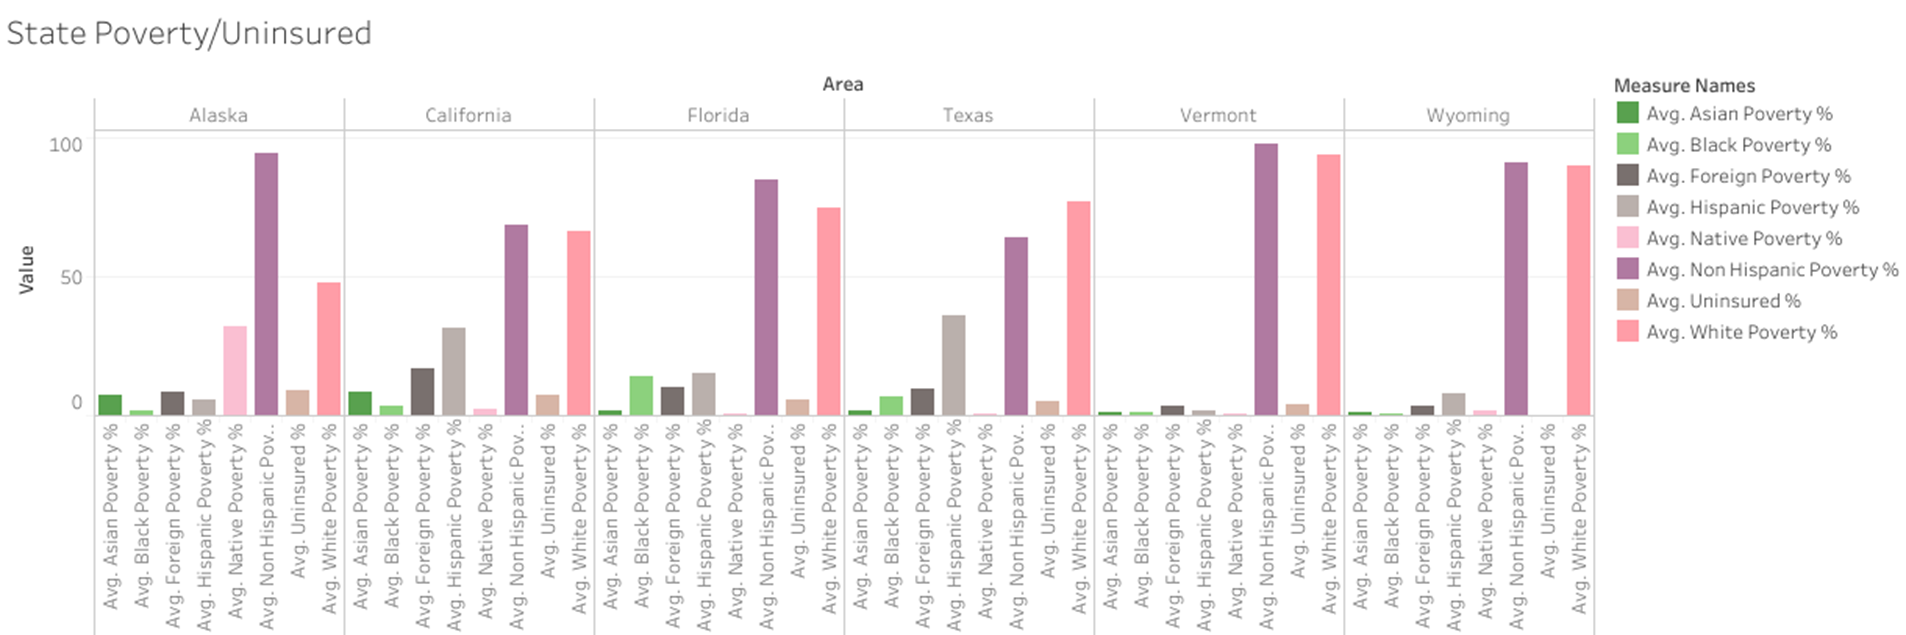 State Poverty/Uninsured
Area
Alaska
California
Florida
Texas
Vermont
Wyoming
Value
100
50
0
Avg. Asian Poverty %
Avg. Black Poverty %
Avg. Foreign Poverty %
Avg. Hispanic Poverty %
Avg. Native Poverty %
Avg. Non Hispanic Pov..
Avg. Uninsured %
Avg. White Poverty %
Avg. Asian Poverty %
Avg. Black Poverty %
Avg. Foreign Poverty %
Avg. Hispanic Poverty %
Avg. Native Poverty %
Avg. Non Hispanic Pov..
Avg. Uninsured %
Avg. White Poverty %
Avg. Asian Poverty %
Avg. Black Poverty %
Avg. Foreign Poverty %
Avg. Hispanic Poverty %
Avg. Native Poverty %
Avg. Non Hispanic Pov..
Avg. Uninsured %
Avg. White Poverty %
Avg. Asian Poverty %
Avg. Black Poverty %
Avg. Foreign Poverty %
Avg. Hispanic Poverty %
Avg. Native Poverty %
Avg. Non Hispanic Pov..
Avg. Uninsured %
Avg. White Poverty %
Avg. Asian Poverty %
Avg. Black Poverty %
Avg. Foreign Poverty %
Avg. Hispanic Poverty %
Avg. Native Poverty %
Avg. Non Hispanic Pov..
Avg. Uninsured %
Avg. White Poverty %
Avg. Asian Poverty %
Avg. Black Poverty %
Avg. Foreign Poverty %
Avg. Hispanic Poverty %
Avg. Native Poverty %
Avg. Non Hispanic Pov..
Avg. Uninsured %
Avg. White Poverty %
Measure Names
Avg. Asian Poverty %
Avg. Black Poverty %
Avg. Foreign Poverty %
Avg. Hispanic Poverty %
Avg. Native Poverty %
Avg. Non Hispanic Poverty %
Avg. Uninsured %
Avg. White Poverty %